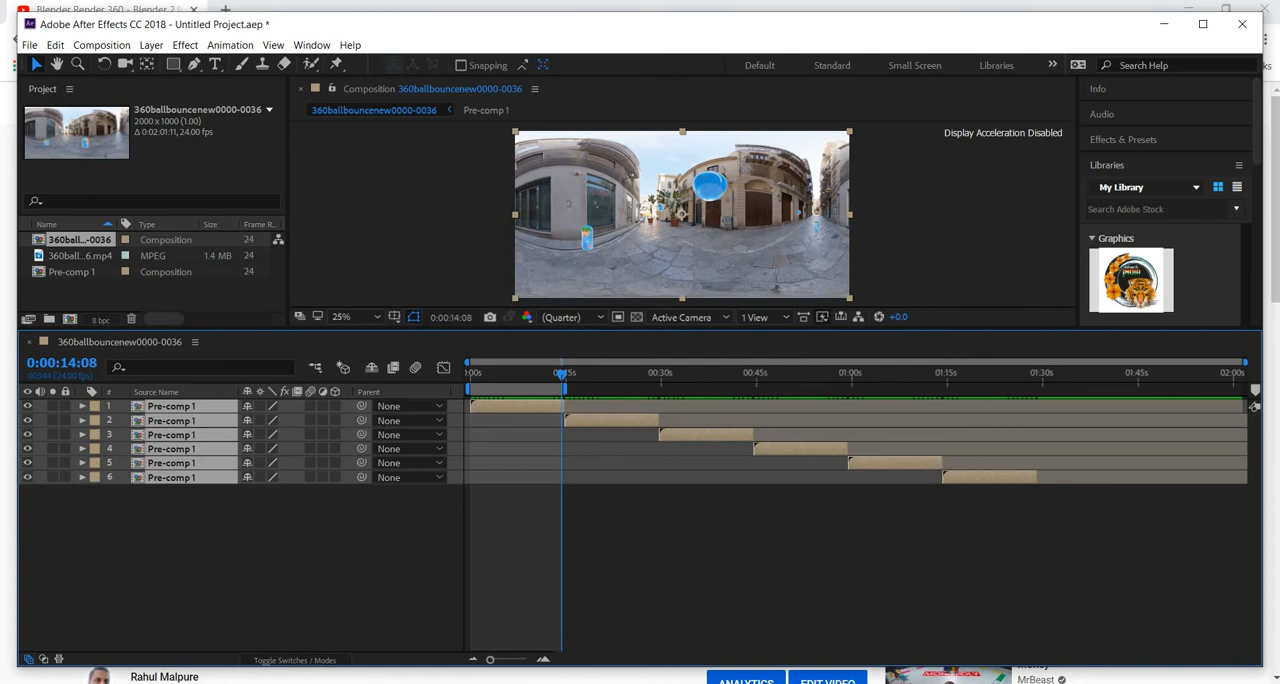 Blender Render 360 - Blender 2.
Adobe After Effects CC 2018 - Untitled Project.aep *
File Edit Composition Layer Effect Animation View Window Help
Snapping
Default Standard Small Screen Libraries Search Help
Project
Composition 360ballbouncenew0000-0036
Info
360ballbouncenew0000-0036
2000 x 1000 (1.00)
Δ 0:02:01:11, 24.00 fps
360ballbouncenew0000-0036 Pre-comp 1
Display Acceleration Disabled
Audio
Effects & Presets
Libraries
My Library
Search Adobe Stock
Name Type Size Frame R...
360ball...-0036 Composition 24
360ball...6.mp4 MPEG 1.4 MB 24
Pre-comp 1 Composition 24
Graphics
INDIA
8 bpc
25% 0:00:14:08 (Quarter) Active Camera 1 View +0.0
360ballbouncenew0000-0036
0:00:14:08
00344 (24.00 fps)
# Source Name fx Parent
:00s 00:15s 00:30s 00:45s 01:00s 01:15s 01:30s 01:45s 02:00s
1 Pre-comp 1 None
2 Pre-comp 1 None
3 Pre-comp 1 None
4 Pre-comp 1 None
5 Pre-comp 1 None
6 Pre-comp 1 None
Toggle Switches / Modes
Rahul Malpure
ANALYTICS EDIT VIDEO
MrBeast